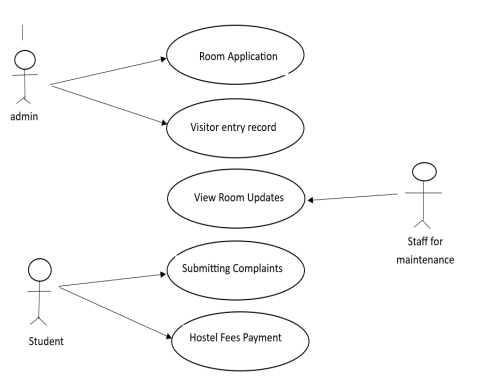 Room Application
admin
Visitor entry record
View Room Updates
Staff for
maintenance
Submitting Complaints
Student
Hostel Fees Payment